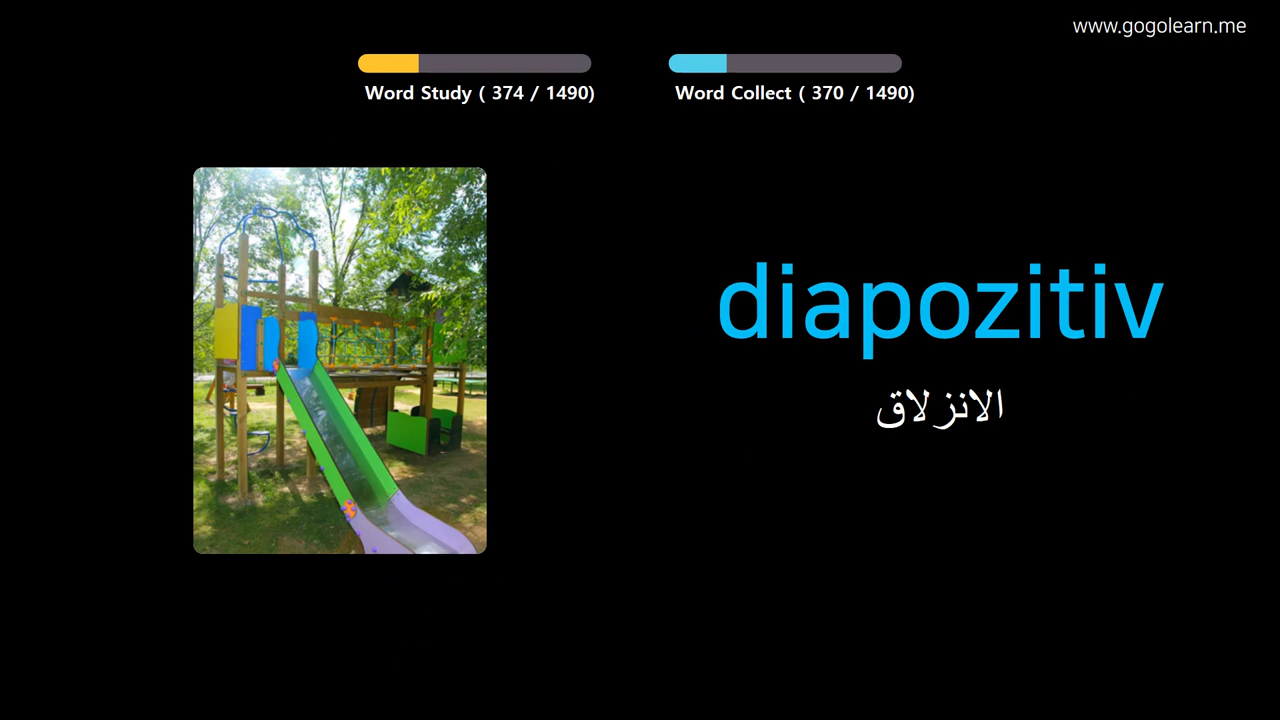 www.gogolearn.me
Word Study ( 374 / 1490)
Word Collect ( 370 / 1490)
diapozitiv
الانزلاق